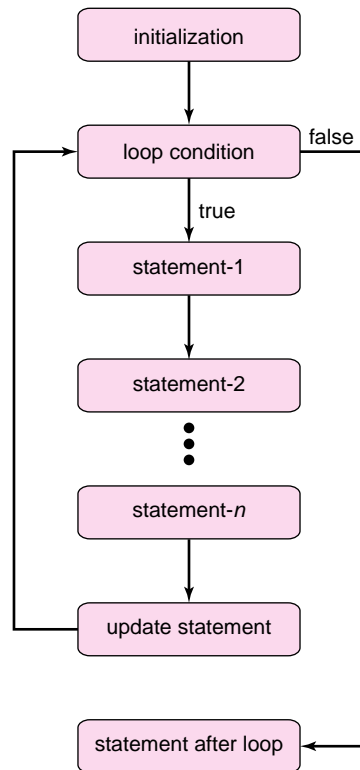 initialization
loop condition
false
true
statement-1
statement-2
statement-n
update statement
statement after loop